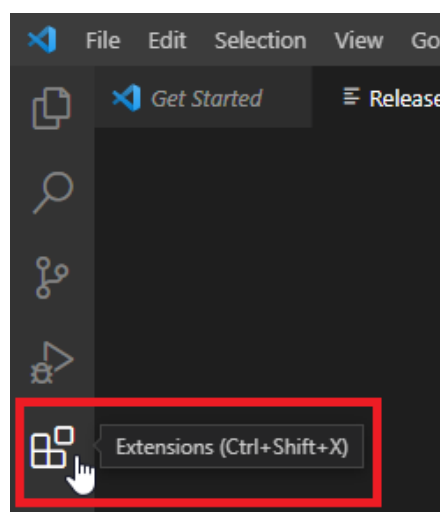 File Edit Selection View Go
Get Started Release
Extensions (Ctrl+Shift+X)